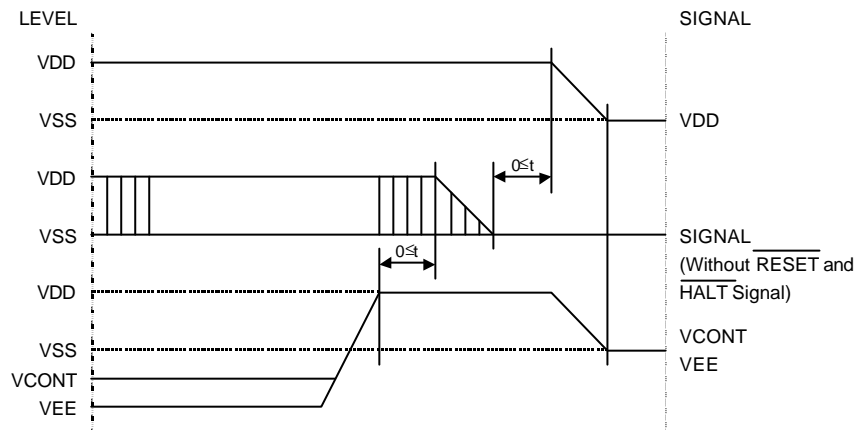 LEVEL SIGNAL
VDD
VSS VDD
0≤t
VDD
VSS SIGNAL
(Without RESET and
HALT Signal)
0≤t
VDD
VSS VCONT
VEE
VCONT
VEE